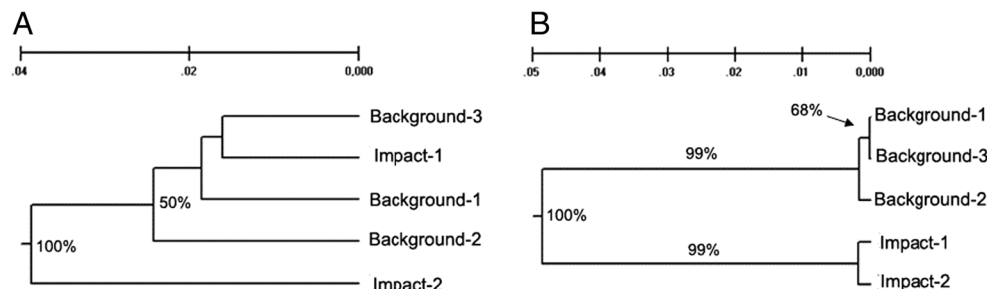 A
.04 .02 0,000
Background-3
Impact-1
Background-1
50%
Background-2
100%
Impact-2
B
.05 .04 .03 .02 .01 0,000
68%
Background-1
99%
Background-3
Background-2
100%
Impact-1
99%
Impact-2